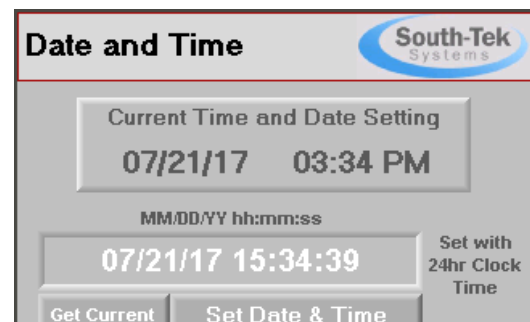 Date and Time
South-Tek
Systems
Current Time and Date Setting
07/21/17 03:34 PM
MM/DD/YY hh:mm:ss
07/21/17 15:34:39
Set with
24hr Clock
Time
Get Current
Set Date & Time